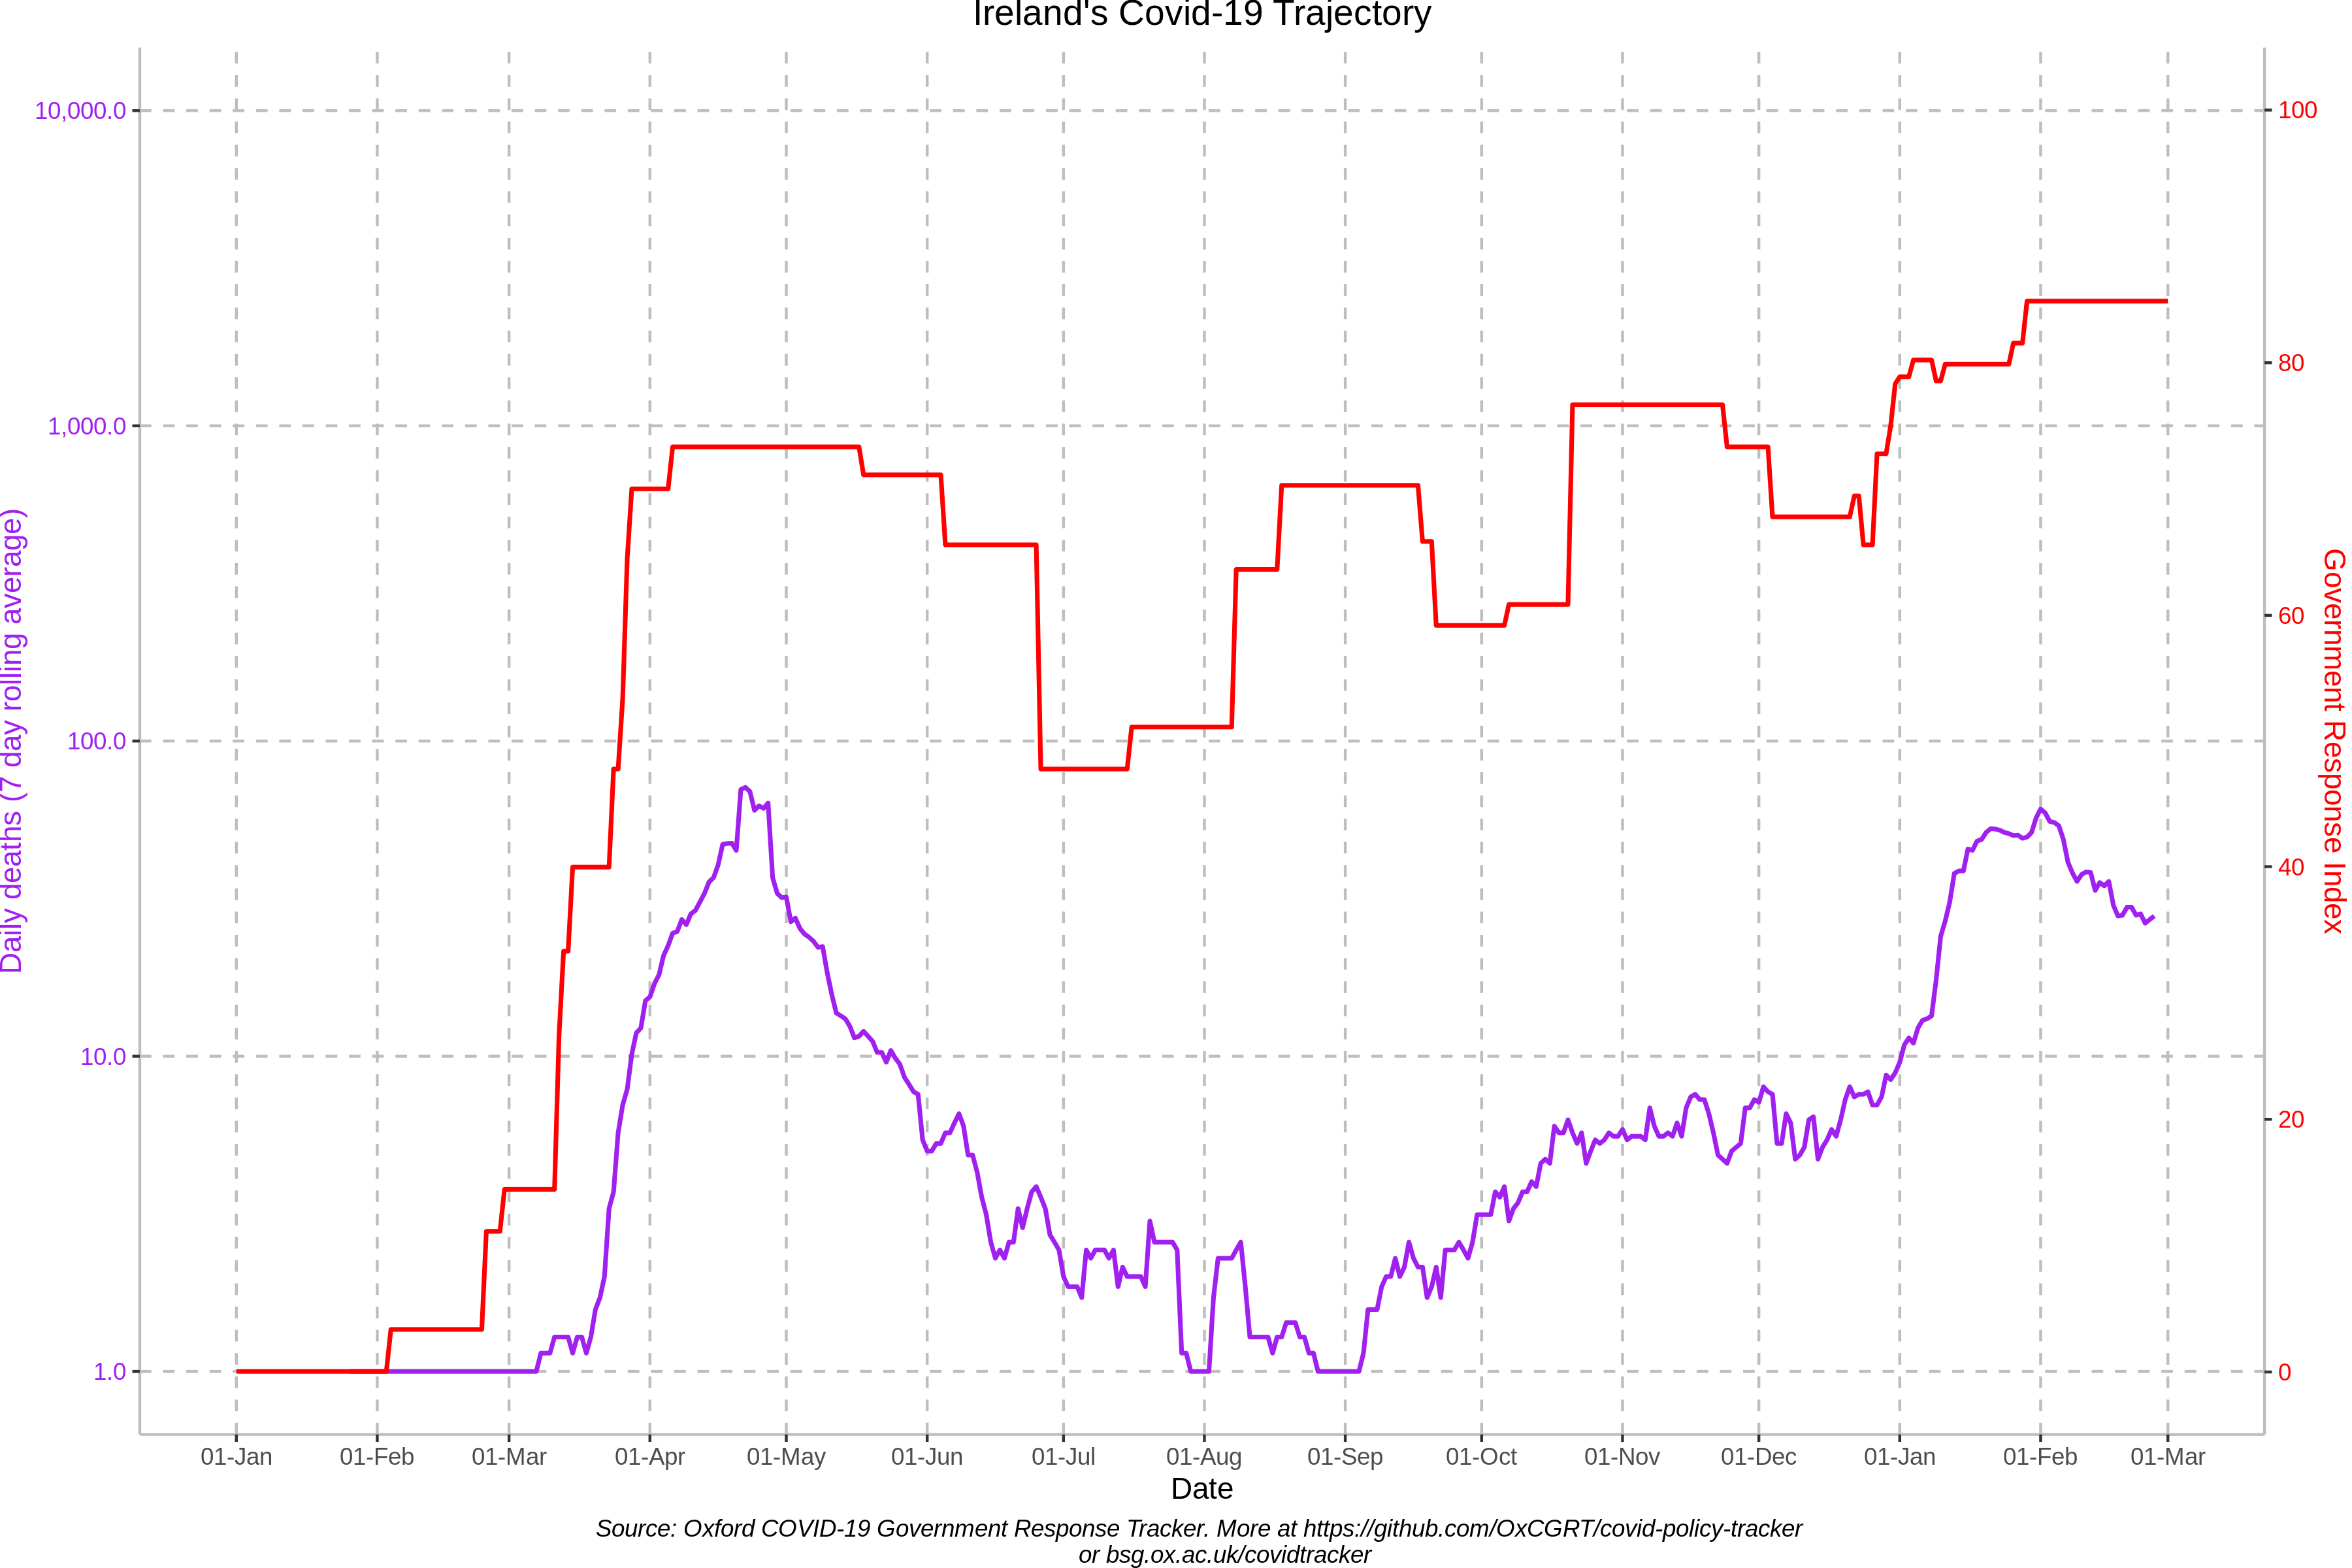 Ireland's Covid-19 Trajectory
10,000.0
1,000.0
100.0
10.0
1.0
Daily deaths (7 day rolling average)
100
80
60
40
20
0
Government Response Index
01-Jan 01-Feb 01-Mar 01-Apr 01-May 01-Jun 01-Jul 01-Aug 01-Sep 01-Oct 01-Nov 01-Dec 01-Jan 01-Feb 01-Mar
Date
Source: Oxford COVID-19 Government Response Tracker. More at https://github.com/OxCGRT/covid-policy-tracker
or bsg.ox.ac.uk/covidtracker